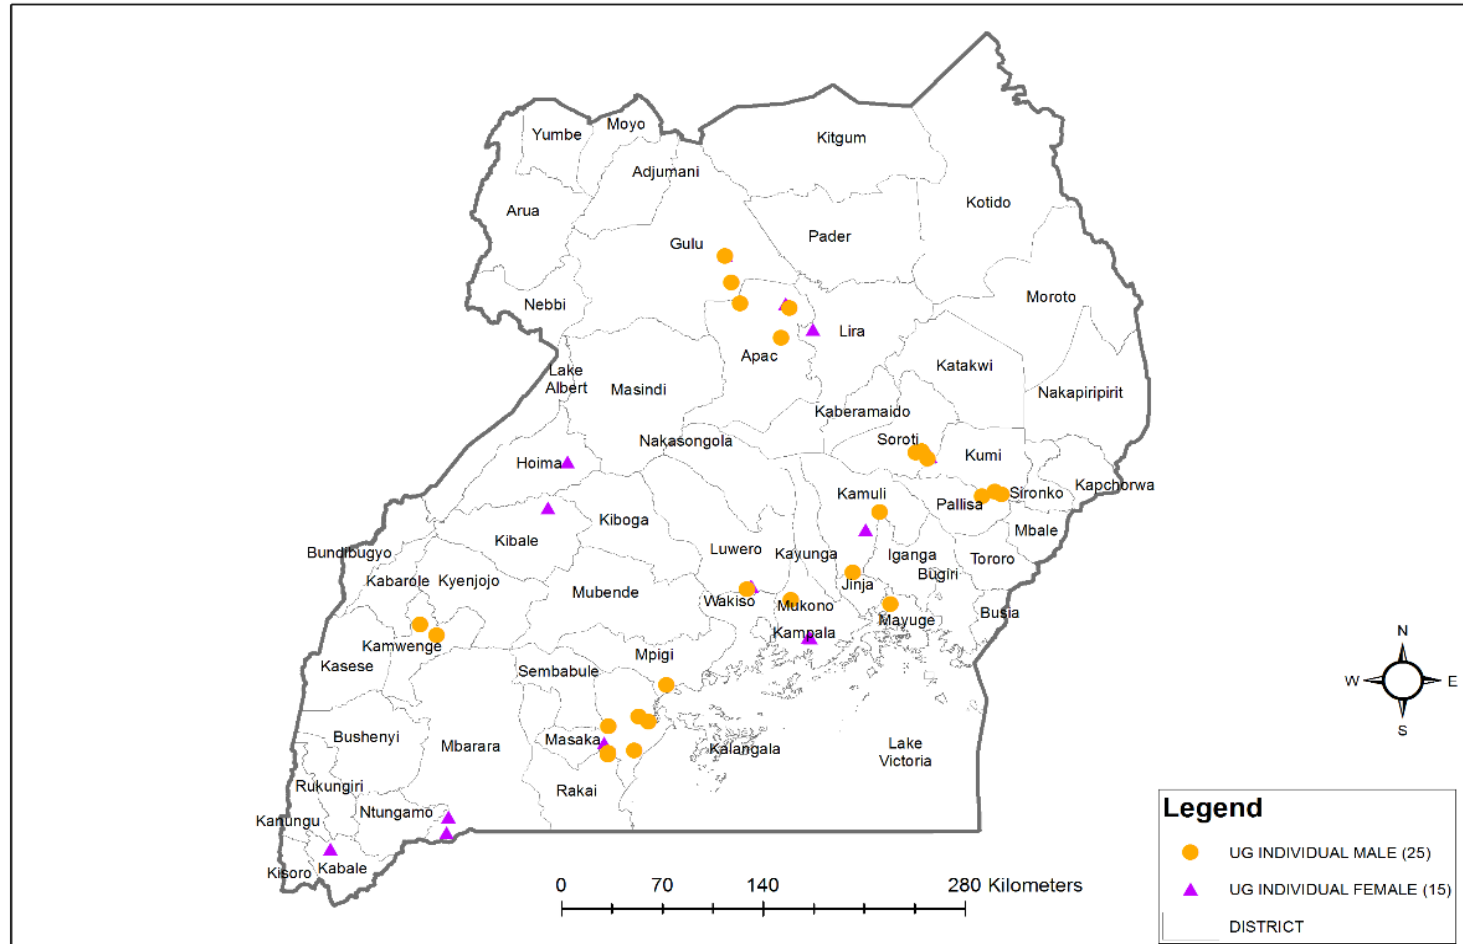 Moyo
Yumbe
Kitgum
Adjumani
Arua
Kotido
Pader
Gulu
Moroto
Nebbi
Lira
Apac
Katakwi
Lake
Albert
Masindi
Nakapiripirit
Kaberamaido
Soroti
Nakasongola
Kumi
Hoima
Kapchorwa
Kamuli
Sironko
Pallisa
Kiboga
Mbale
Kibale
Luwero
Kayunga
Iganga
Tororo
Bundibugyo
Kabarole
Kyenjojo
Bugiri
Jinja
Mubende
Wakiso
Mukono
Busia
Mayuge
Kampala
Kamwenge
Mpigi
Kasese
Sembabule
Bushenyi
Masaka
Mbarara
Kalangala
Lake
Victoria
Rukungiri
Rakai
Ntungamo
Kanungu
Kabale
Kisoro
N
W
E
S
0 70 140 280 Kilometers
Legend
UG INDIVIDUAL MALE (25)
UG INDIVIDUAL FEMALE (15)
DISTRICT